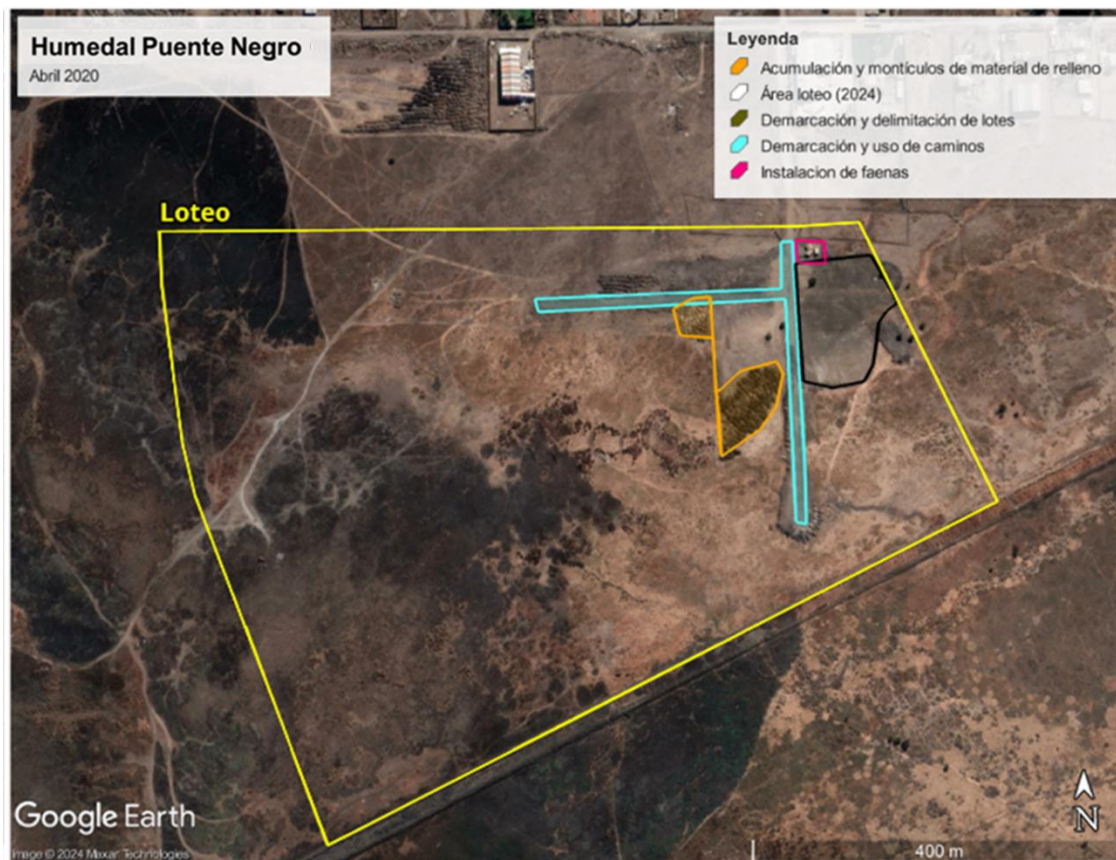 Humedal Puente Negro
Abril 2020
Leyenda
Acumulación y montículos de material de relleno
Área loteo (2024)
Demarcación y delimitación de lotes
Demarcación y uso de caminos
Instalacion de faenas
Loteo
Google Earth
Image © 2024 Maxar Technologies
400 m
N